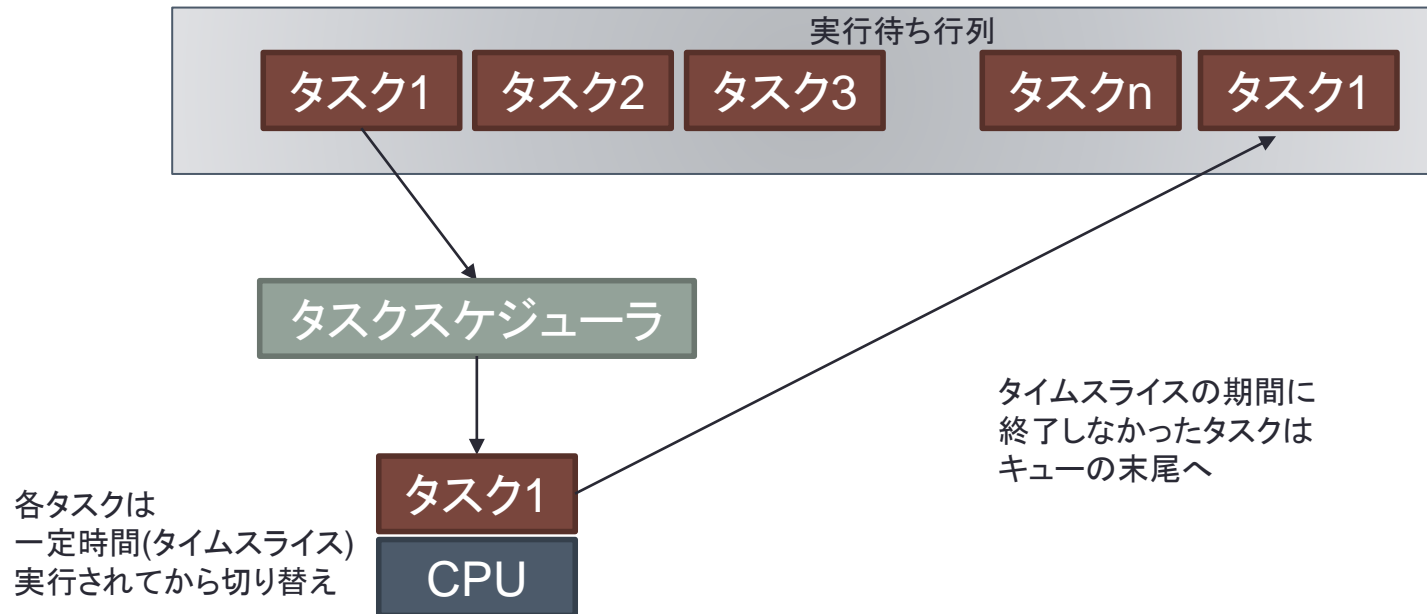 実行待ち行列
タスク1 タスク2 タスク3 タスクn タスク1
タスクスケジューラ
タイムスライスの期間に
終了しなかったタスクは
キューの末尾へ
タスク1
CPU
各タスクは
一定時間(タイムスライス)
実行されてから切り替え